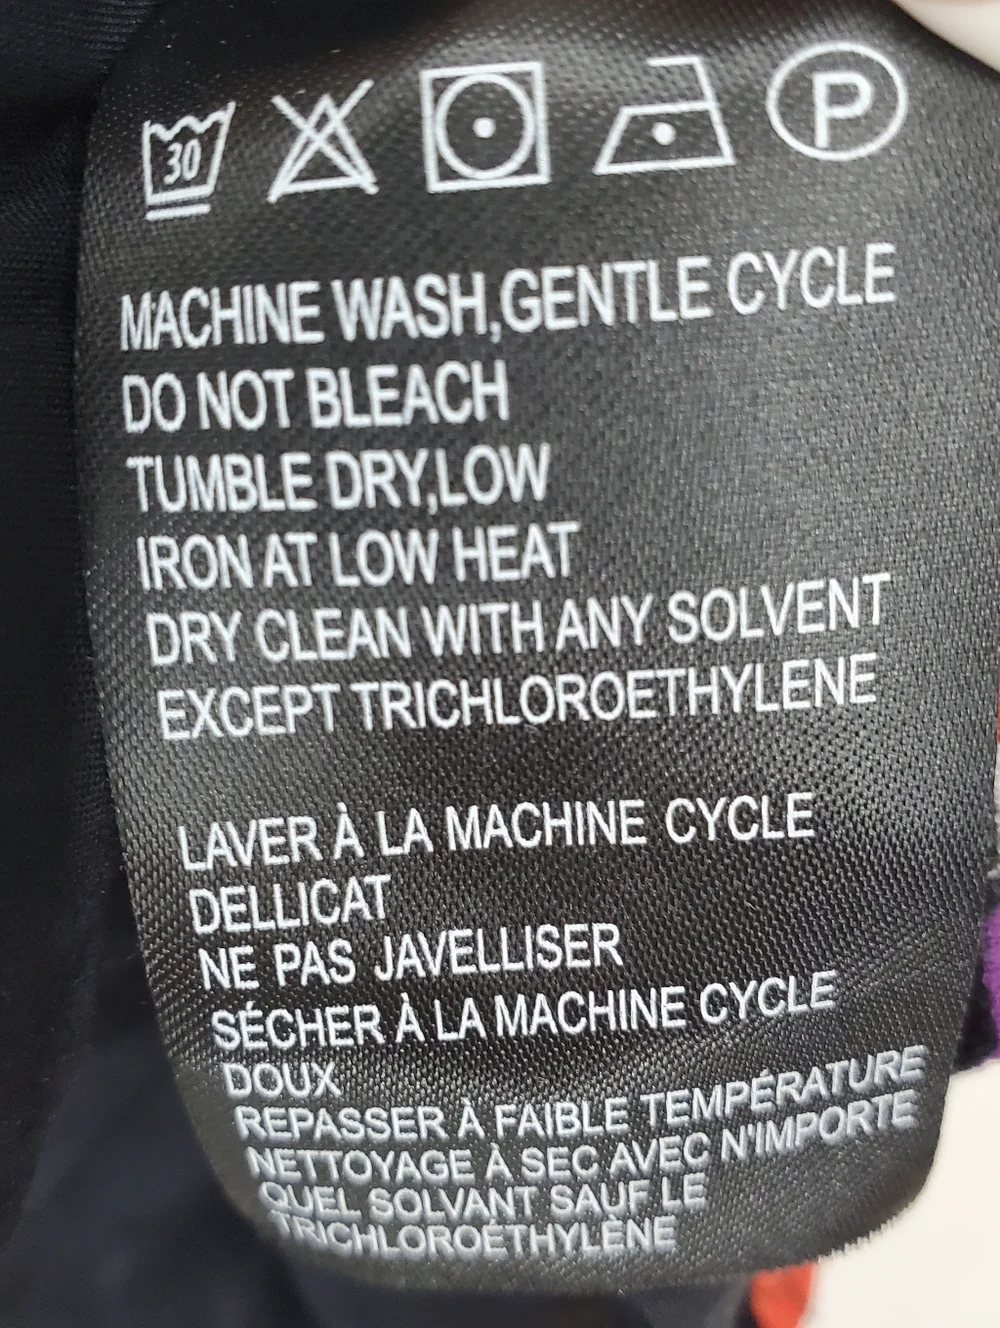 30
P
MACHINE WASH,GENTLE CYCLE
DO NOT BLEACH
TUMBLE DRY,LOW
IRON AT LOW HEAT
DRY CLEAN WITH ANY SOLVENT
EXCEPT TRICHLOROETHYLENE
LAVER À LA MACHINE CYCLE
DELLICAT
NE PAS JAVELLISER
SÉCHER À LA MACHINE CYCLE
DOUX
REPASSER À FAIBLE TEMPÉRATURE
NETTOYAGE À SEC AVEC N'IMPORTE
QUEL SOLVANT SAUF LE
TRICHLOROÉTHYLÈNE